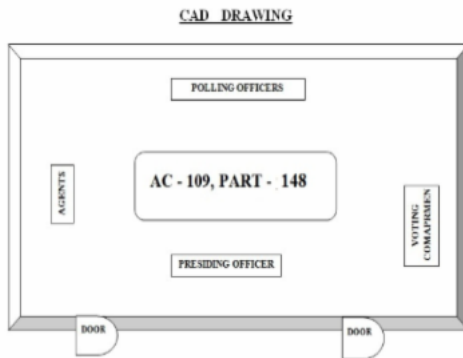 CAD DRAWING
POLLING OFFICERS
AGENTS
AC - 109, PART - 148
VOTING
COMAPRMEN
PRESIDING OFFICER
DOOR
DOOR